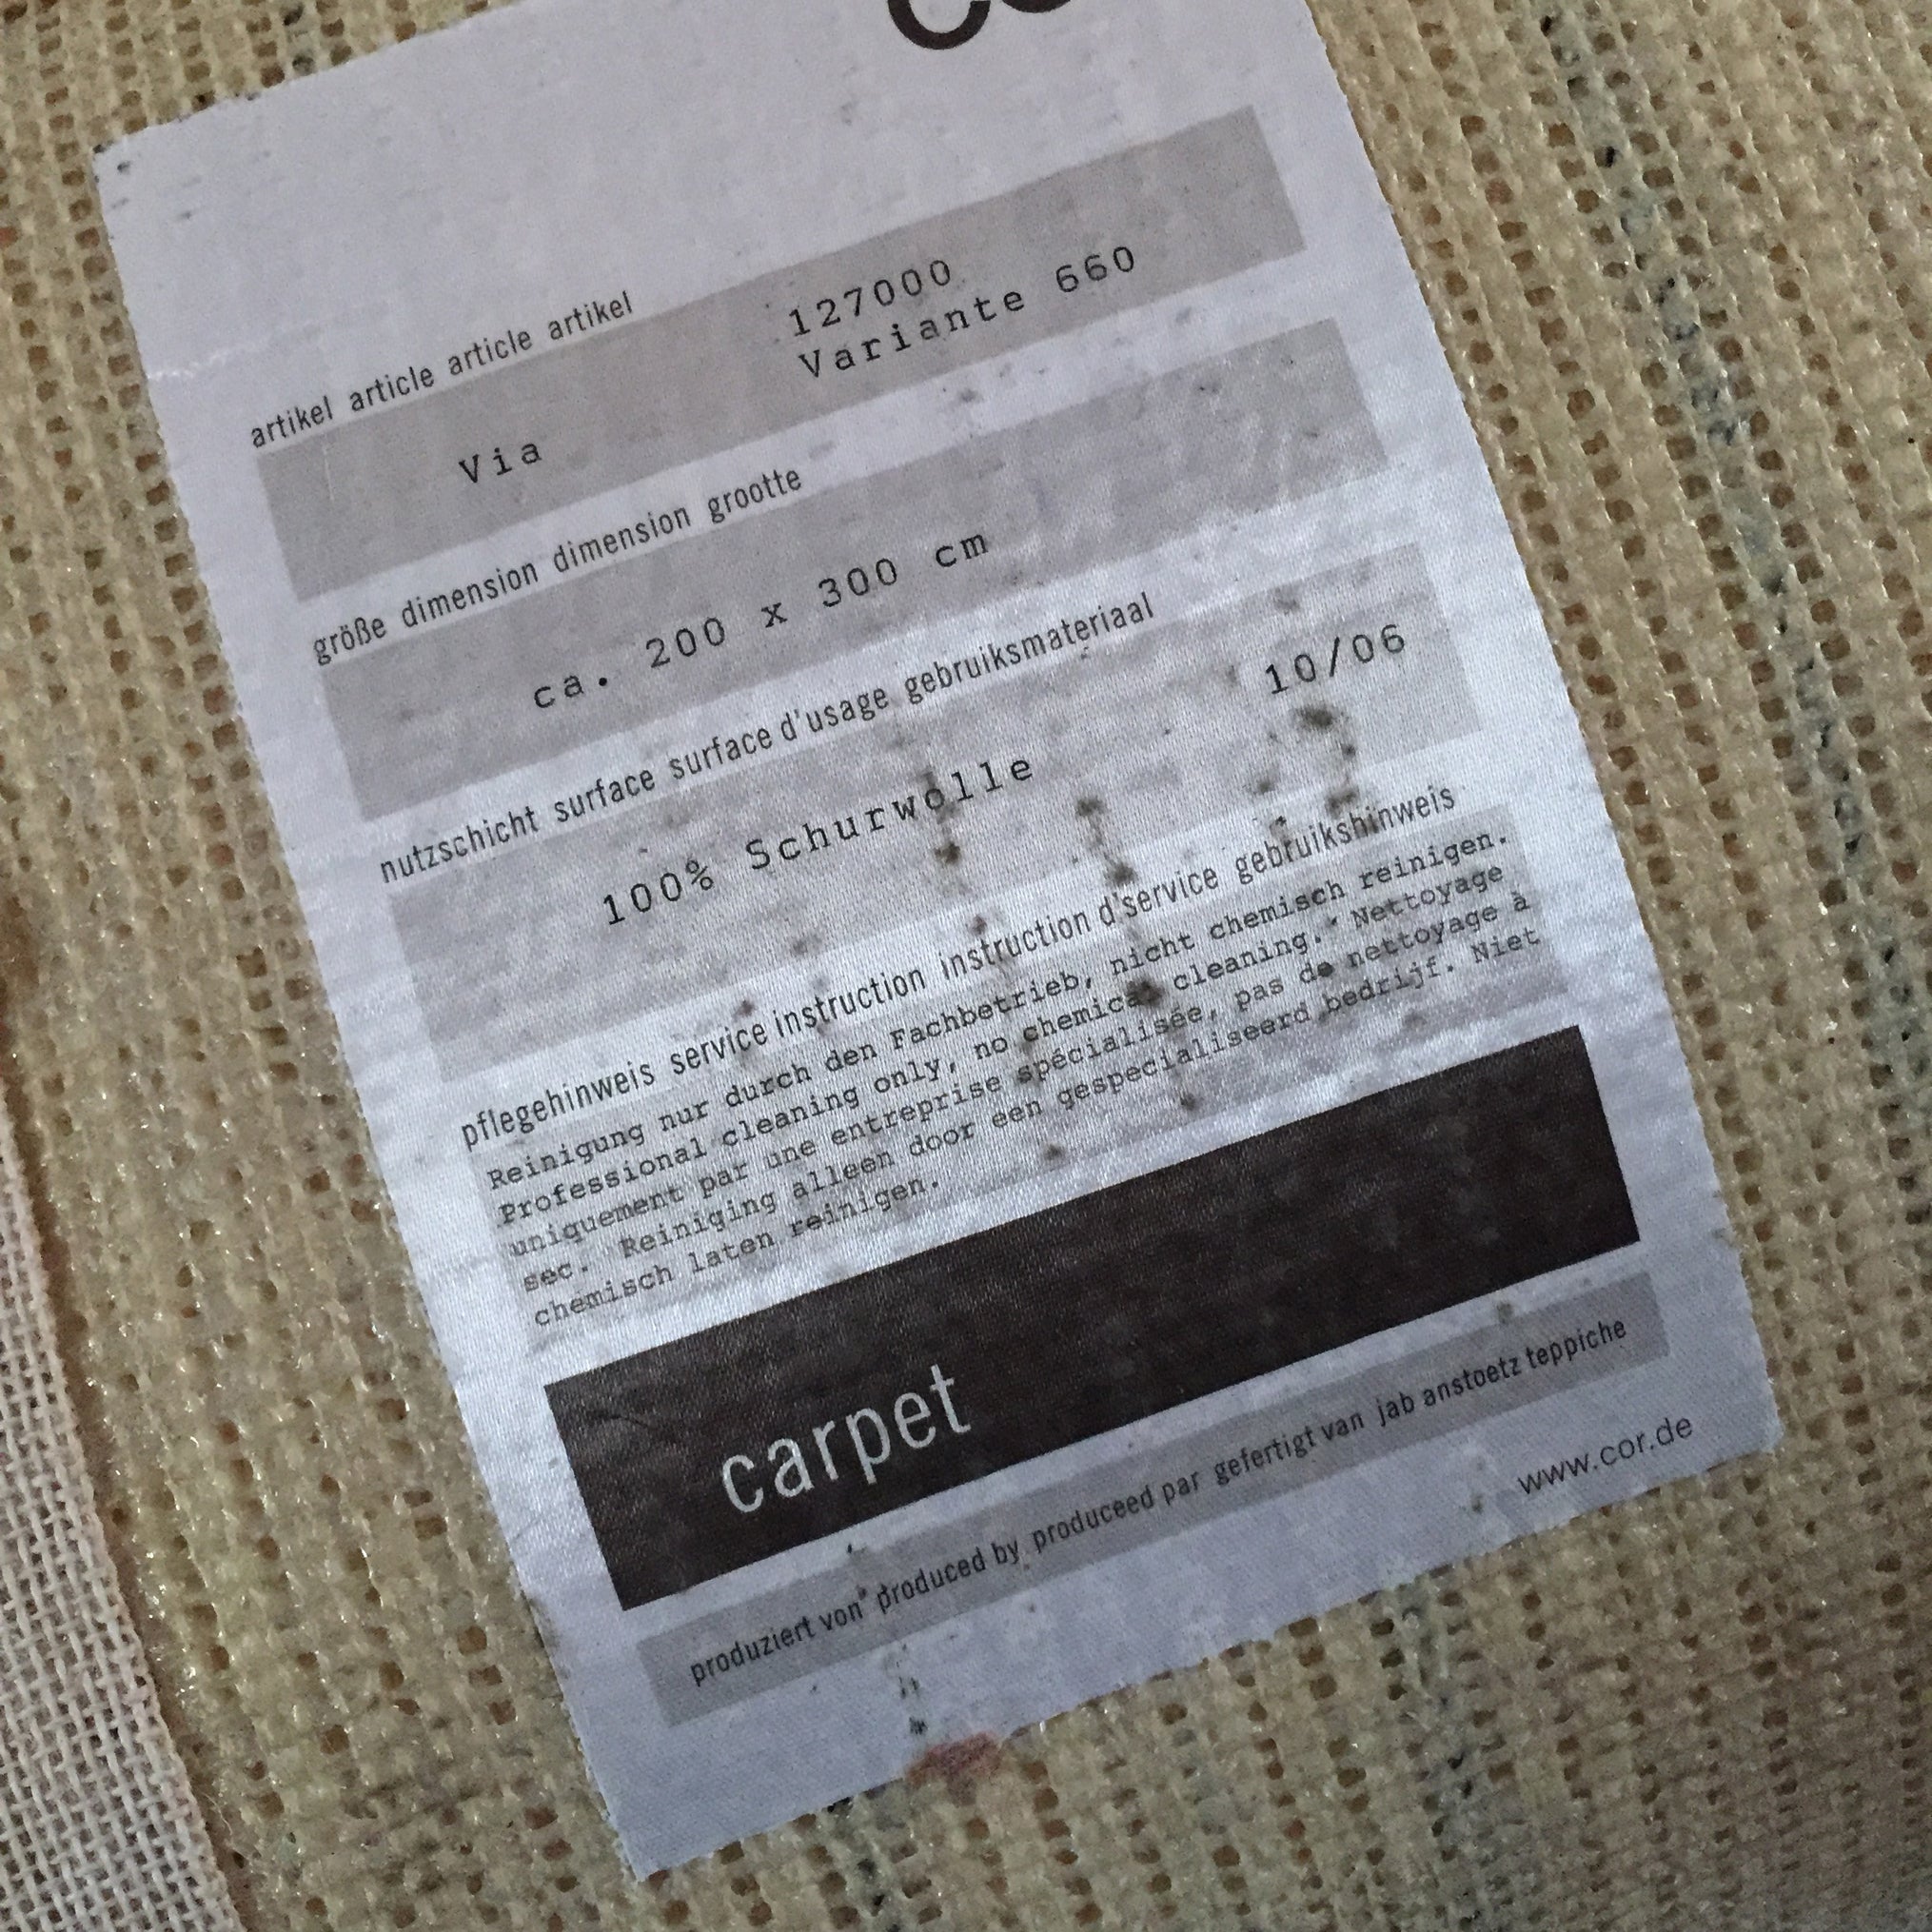 artikel article article artikel
127000
Via Variante 660
größe dimension dimension grootte
ca. 200 x 300 cm
nutzschicht surface surface d'usage gebruiksmateriaal
10/06
100% Schurwolle
pflegehinweis service instruction instruction d'service gebruikshinweis
Reinigung nur durch den Fachbetrieb, nicht chemisch reinigen.
Professional cleaning only, no chemical cleaning. Nettoyage
uniquement par une entreprise spécialisée, pas de nettoyage à
sec. Reiniging alleen door een gespecialiseerd bedrijf. Niet
chemisch laten reinigen.
carpet
produziert von produced by produceed par gefertigt van jab anstoetz teppiche
www.cor.de